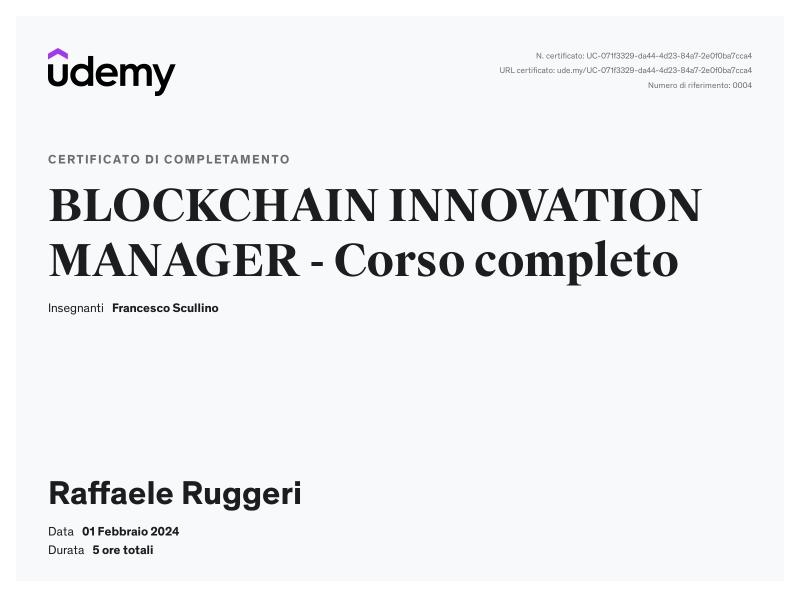 udemy
N. certificato: UC-071f3329-da44-4d23-84a7-2e0f0ba7cca4
URL certificato: ude.my/UC-071f3329-da44-4d23-84a7-2e0f0ba7cca4
Numero di riferimento: 0004
CERTIFICATO DI COMPLETAMENTO
BLOCKCHAIN INNOVATION
MANAGER - Corso completo
Insegnanti Francesco Scullino
Raffaele Ruggeri
Data 01 Febbraio 2024
Durata 5 ore totali